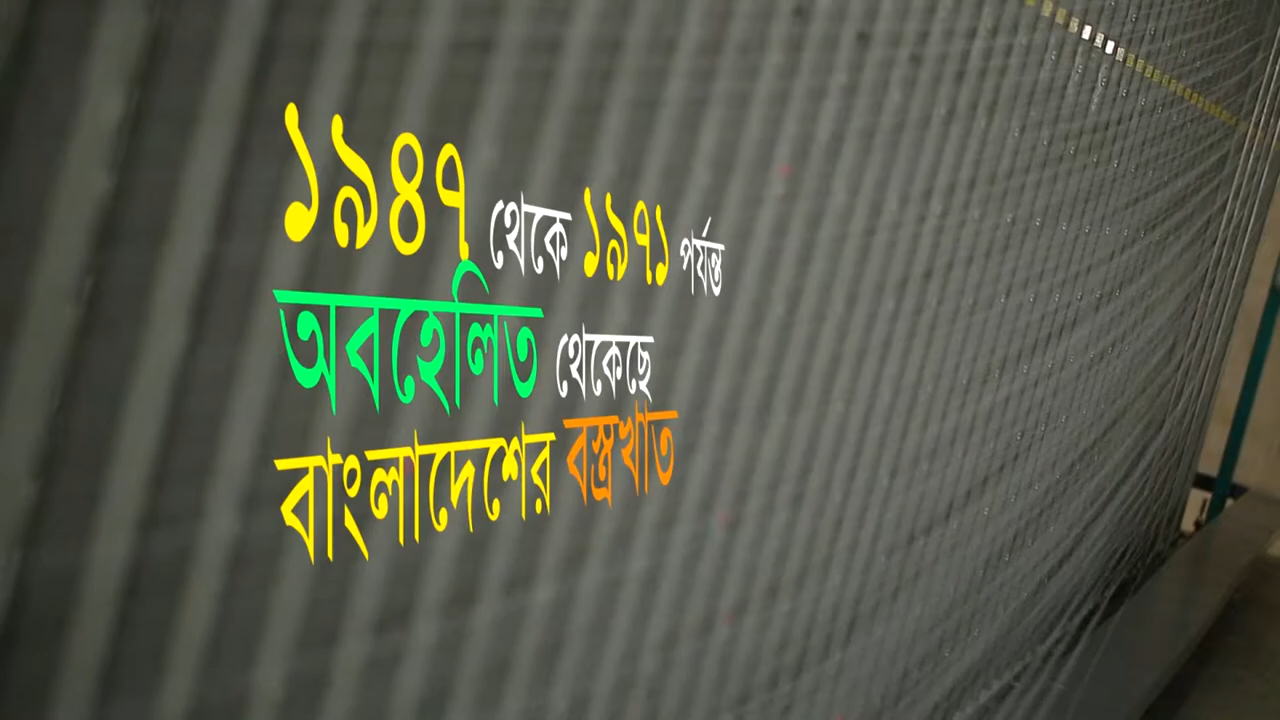 ১৯৪৭ থেকে ১৯৭১ পর্যন্ত
অবহেলিত থেকেছে
বাংলাদেশের বস্ত্রখাত